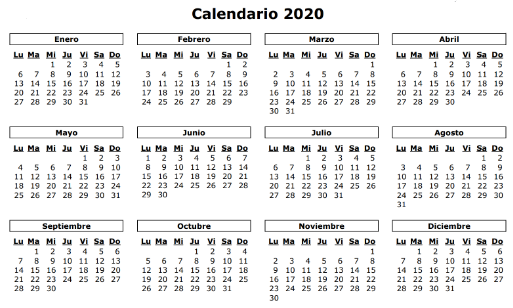 Calendario 2020
Enero
Lu Ma Mi Ju Vi Sa Do
1 2 3 4 5
6 7 8 9 10 11 12
13 14 15 16 17 18 19
20 21 22 23 24 25 26
27 28 29 30 31
Febrero
Lu Ma Mi Ju Vi Sa Do
1 2
3 4 5 6 7 8 9
10 11 12 13 14 15 16
17 18 19 20 21 22 23
24 25 26 27 28 29
Marzo
Lu Ma Mi Ju Vi Sa Do
1
2 3 4 5 6 7 8
9 10 11 12 13 14 15
16 17 18 19 20 21 22
23 24 25 26 27 28 29
30 31
Abril
Lu Ma Mi Ju Vi Sa Do
1 2 3 4 5
6 7 8 9 10 11 12
13 14 15 16 17 18 19
20 21 22 23 24 25 26
27 28 29 30
Mayo
Lu Ma Mi Ju Vi Sa Do
1 2 3
4 5 6 7 8 9 10
11 12 13 14 15 16 17
18 19 20 21 22 23 24
25 26 27 28 29 30 31
Junio
Lu Ma Mi Ju Vi Sa Do
1 2 3 4 5 6 7
8 9 10 11 12 13 14
15 16 17 18 19 20 21
22 23 24 25 26 27 28
29 30
Julio
Lu Ma Mi Ju Vi Sa Do
1 2 3 4 5
6 7 8 9 10 11 12
13 14 15 16 17 18 19
20 21 22 23 24 25 26
27 28 29 30 31
Agosto
Lu Ma Mi Ju Vi Sa Do
1 2
3 4 5 6 7 8 9
10 11 12 13 14 15 16
17 18 19 20 21 22 23
24 25 26 27 28 29 30
31
Septiembre
Lu Ma Mi Ju Vi Sa Do
1 2 3 4 5 6
7 8 9 10 11 12 13
14 15 16 17 18 19 20
21 22 23 24 25 26 27
28 29 30
Octubre
Lu Ma Mi Ju Vi Sa Do
1 2 3 4
5 6 7 8 9 10 11
12 13 14 15 16 17 18
19 20 21 22 23 24 25
26 27 28 29 30 31
Noviembre
Lu Ma Mi Ju Vi Sa Do
1
2 3 4 5 6 7 8
9 10 11 12 13 14 15
16 17 18 19 20 21 22
23 24 25 26 27 28 29
30
Diciembre
Lu Ma Mi Ju Vi Sa Do
1 2 3 4 5 6
7 8 9 10 11 12 13
14 15 16 17 18 19 20
21 22 23 24 25 26 27
28 29 30 31